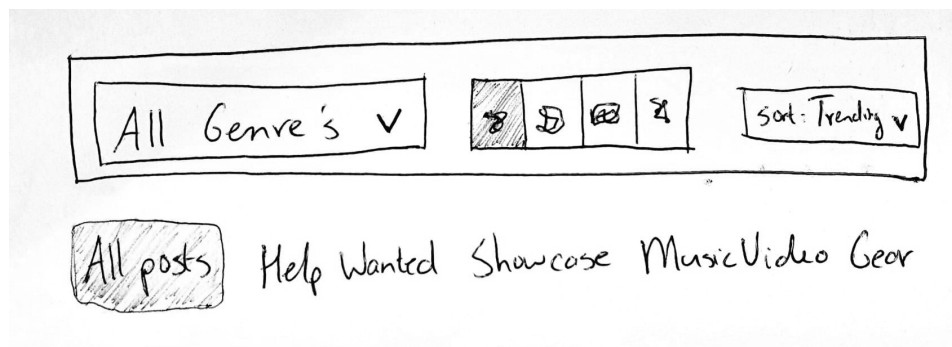 All Genre's
Sort: Trending
All posts Help Wanted Showcase MusicVideo Gear